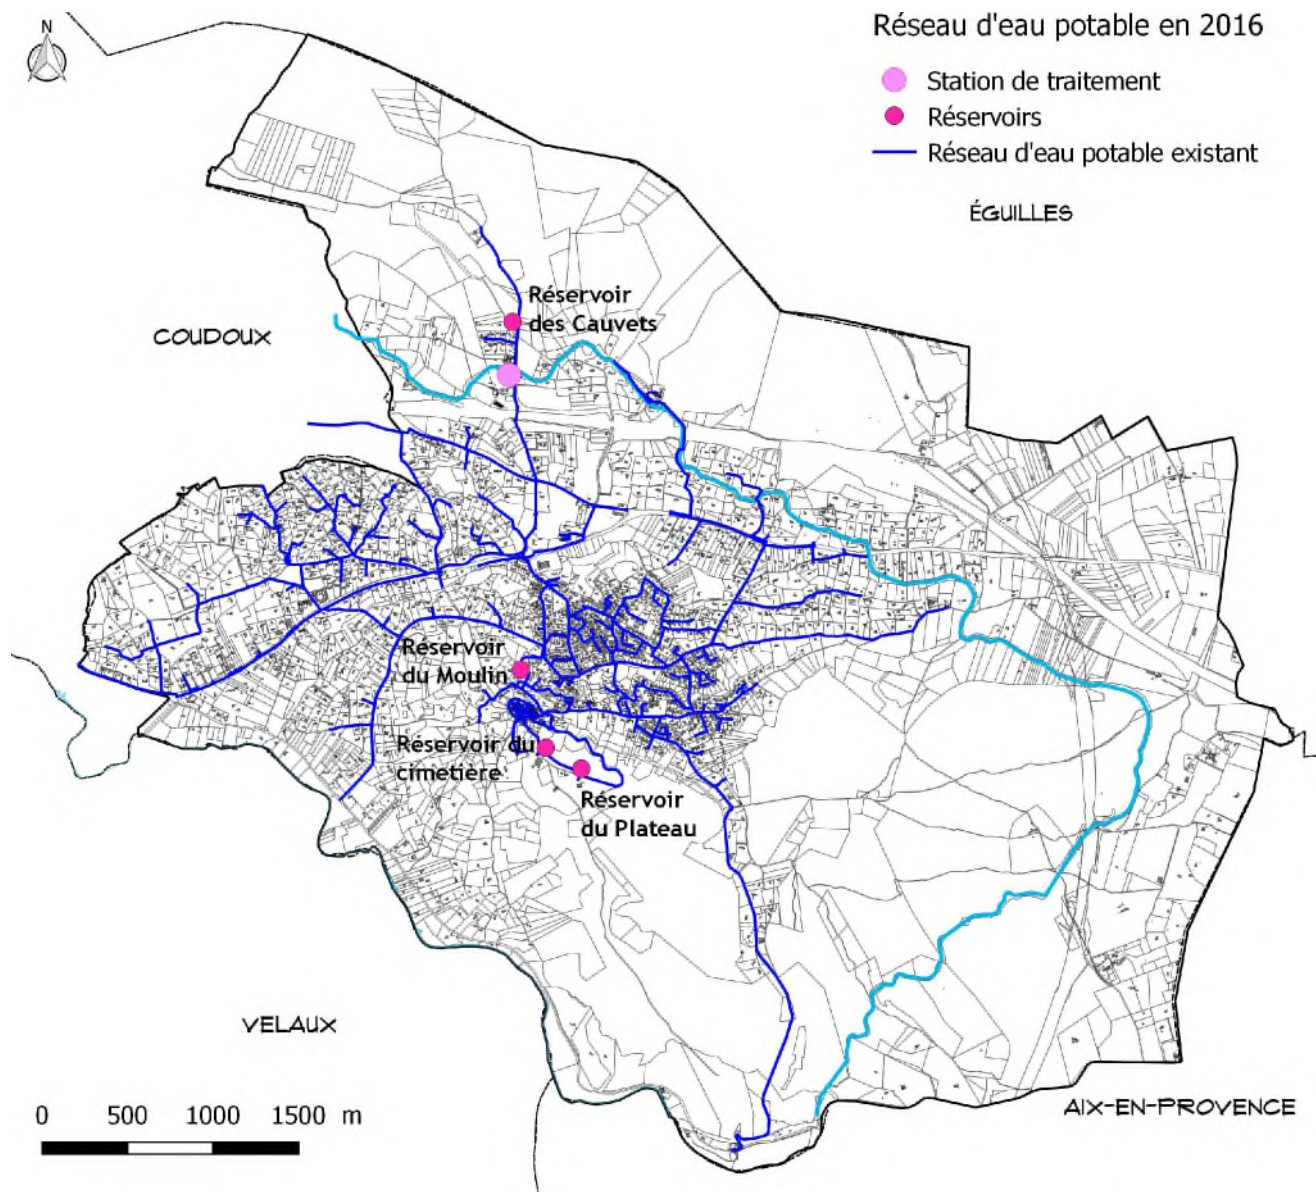 N
Réseau d'eau potable en 2016
Station de traitement
Réservoirs
Réseau d'eau potable existant
ÉGUILLES
Réservoir
des Cauvets
COUDOUX
Réservoir
du Moulin
Réservoir du
cimetière
Réservoir
du Plateau
VELAUX
AIX-EN-PROVENCE
0 500 1000 1500 m